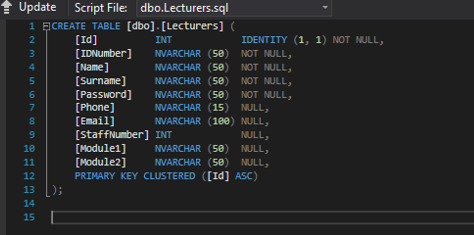 Update Script File: dbo.Lecturers.sql
1 CREATE TABLE [dbo].[Lecturers] (
2 [Id] INT IDENTITY (1, 1) NOT NULL,
3 [IDNumber] NVARCHAR (50) NOT NULL,
4 [Name] NVARCHAR (50) NOT NULL,
5 [Surname] NVARCHAR (50) NOT NULL,
6 [Password] NVARCHAR (50) NOT NULL,
7 [Phone] NVARCHAR (15) NULL,
8 [Email] NVARCHAR (100) NULL,
9 [StaffNumber] INT NULL,
10 [Module1] NVARCHAR (50) NULL,
11 [Module2] NVARCHAR (50) NULL,
12 PRIMARY KEY CLUSTERED ([Id] ASC)
13 );
14
15